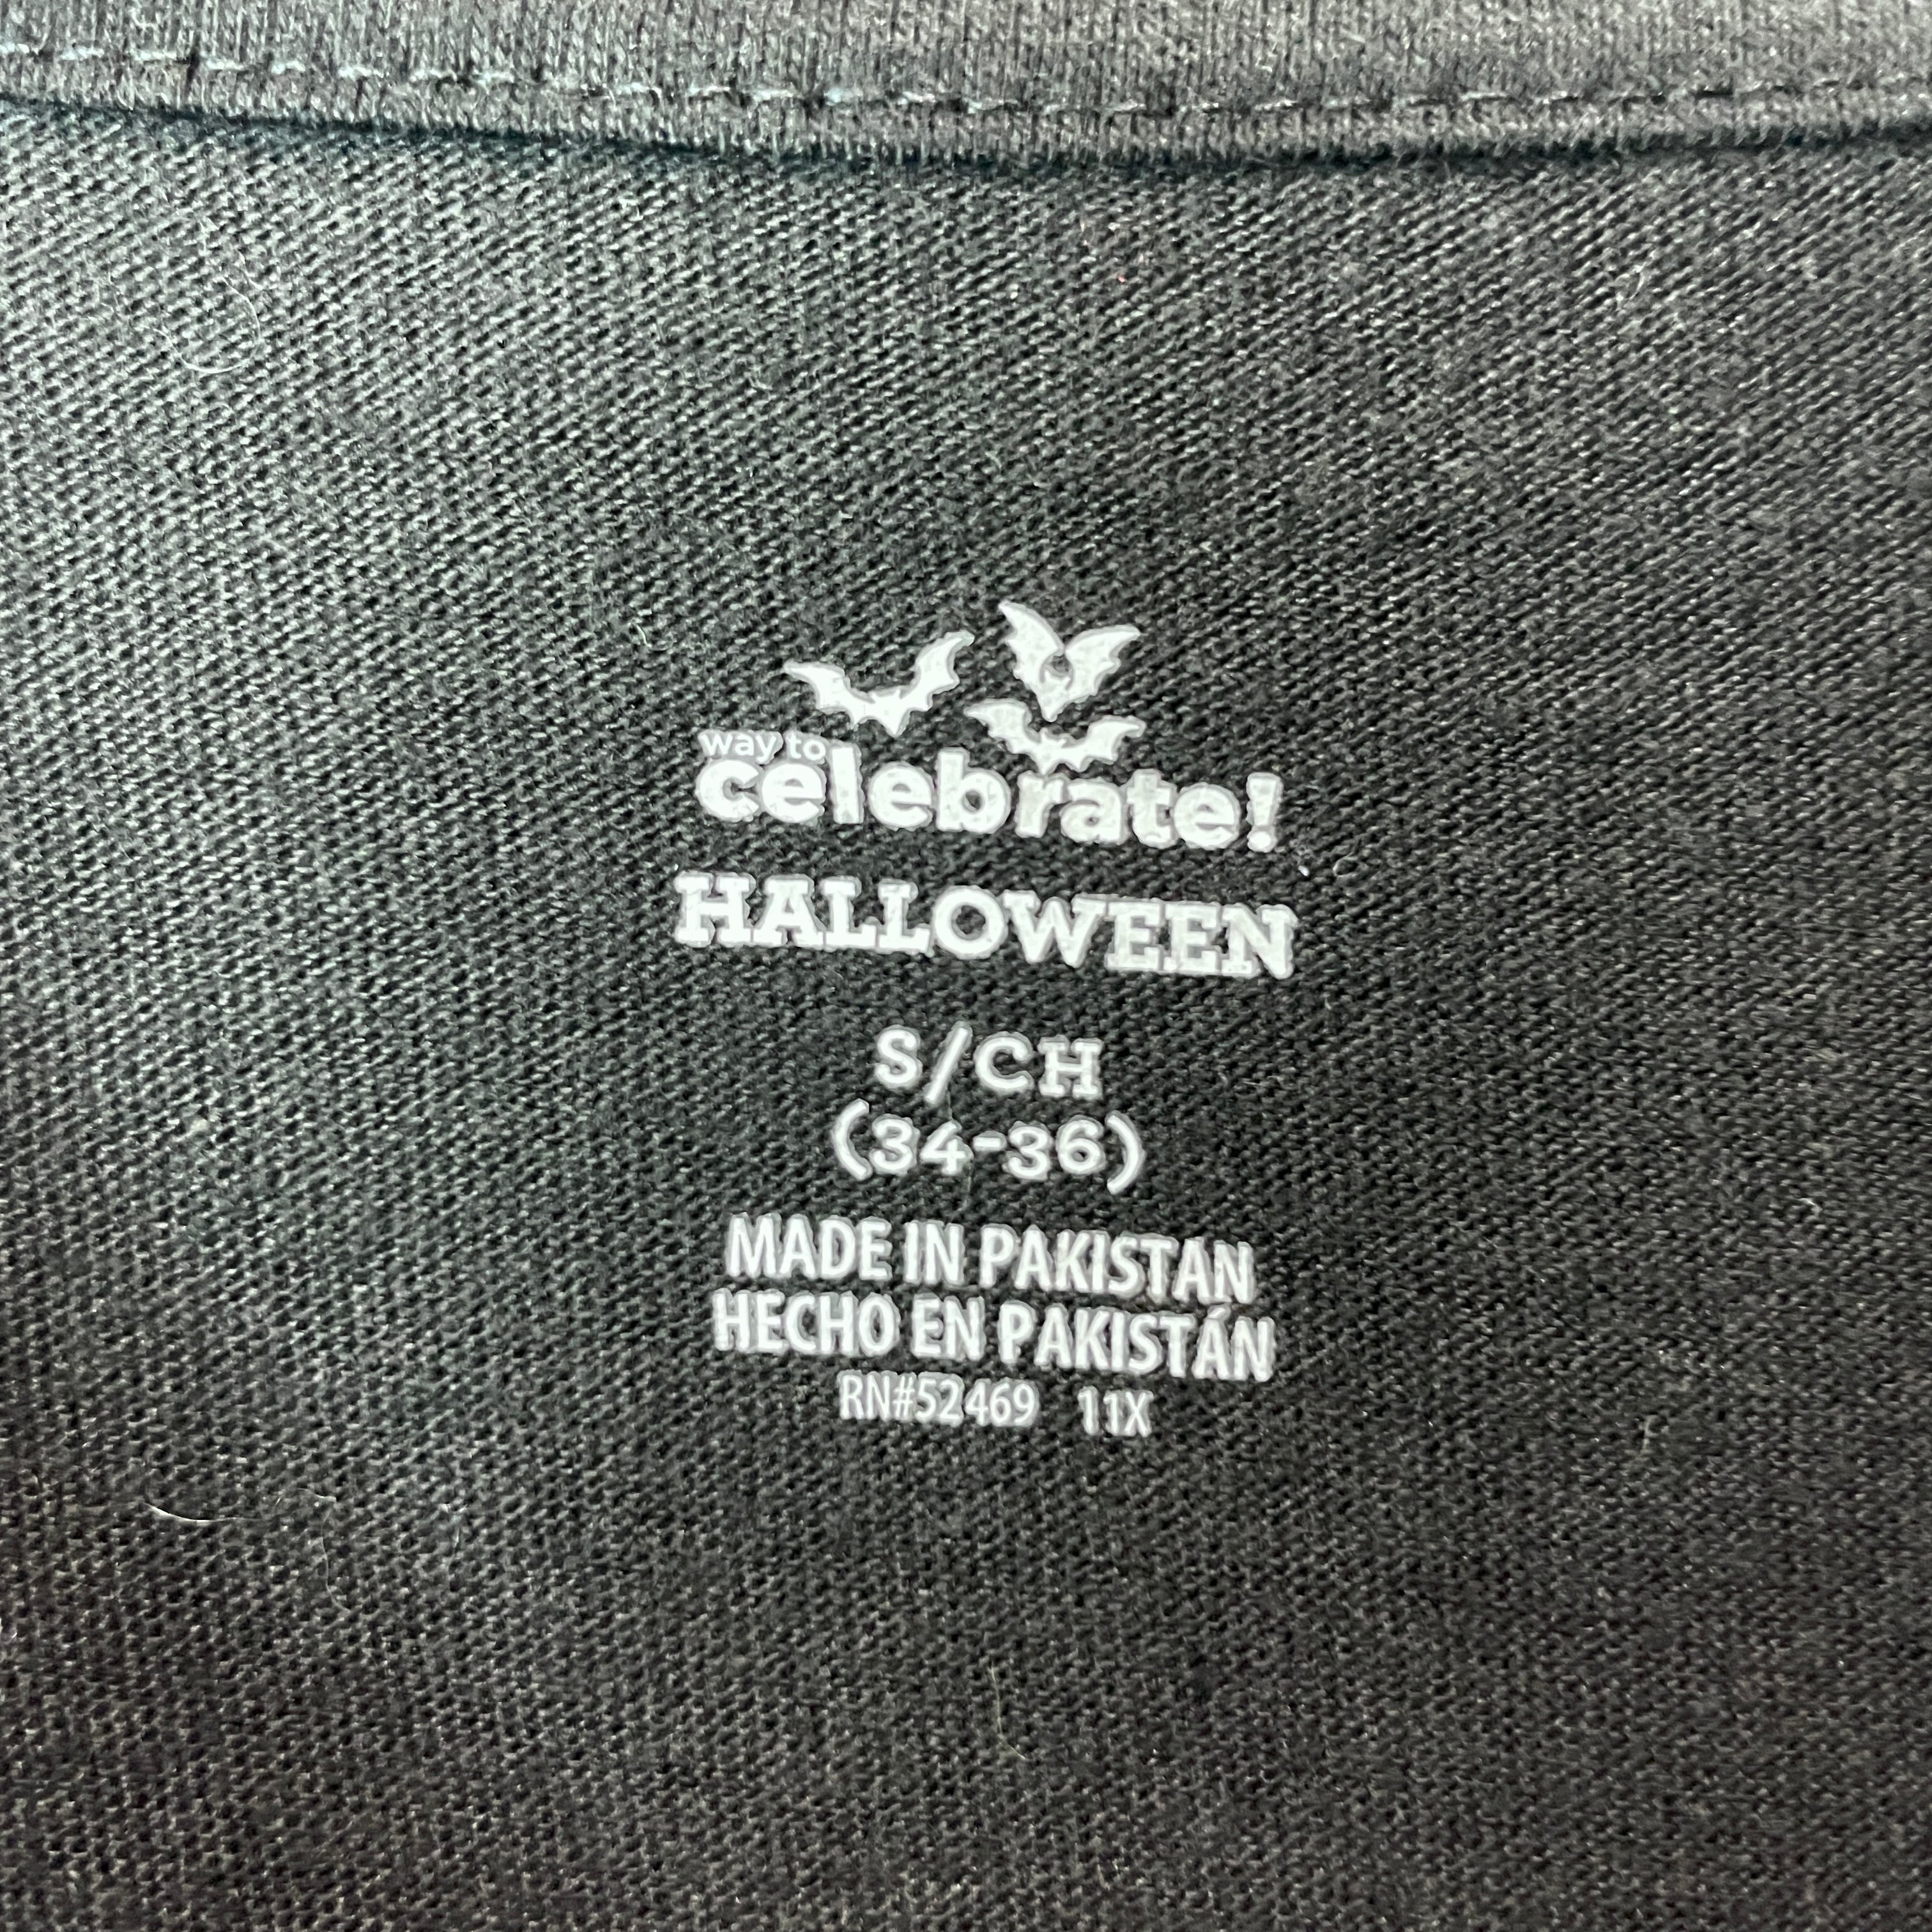 way to
celebrate!
HALLOWEEN
S/CH
(34-36)
MADE IN PAKISTAN
HECHO EN PAKISTÁN
RN#52469 11X